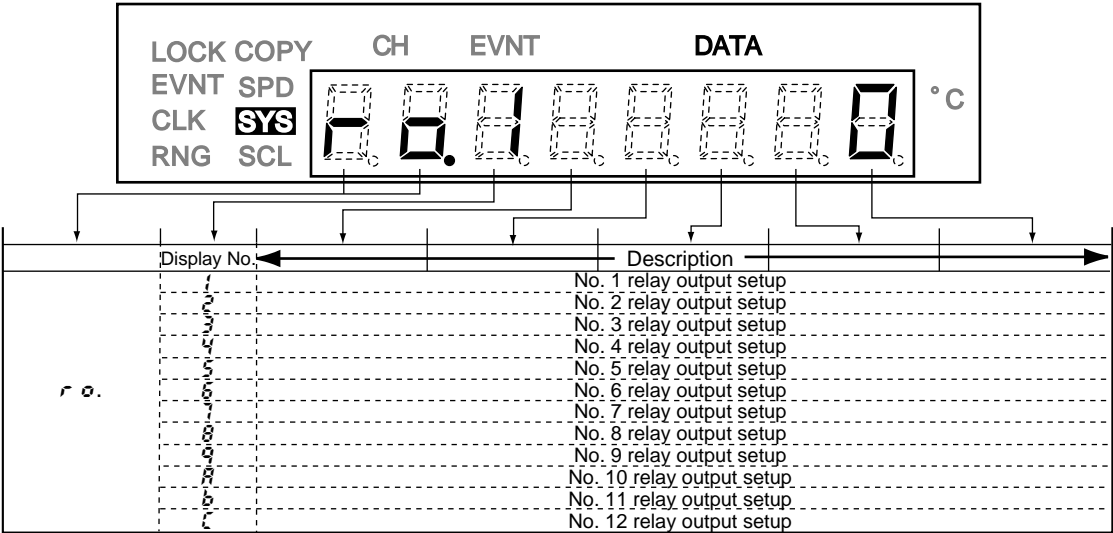 LOCK COPY CH EVNT DATA
EVNT SPD
CLK SYS ro.1 0 °C
RNG SCL
Display No. Description
1 No. 1 relay output setup
2 No. 2 relay output setup
3 No. 3 relay output setup
4 No. 4 relay output setup
5 No. 5 relay output setup
ro. 6 No. 6 relay output setup
7 No. 7 relay output setup
8 No. 8 relay output setup
9 No. 9 relay output setup
A No. 10 relay output setup
b No. 11 relay output setup
C No. 12 relay output setup